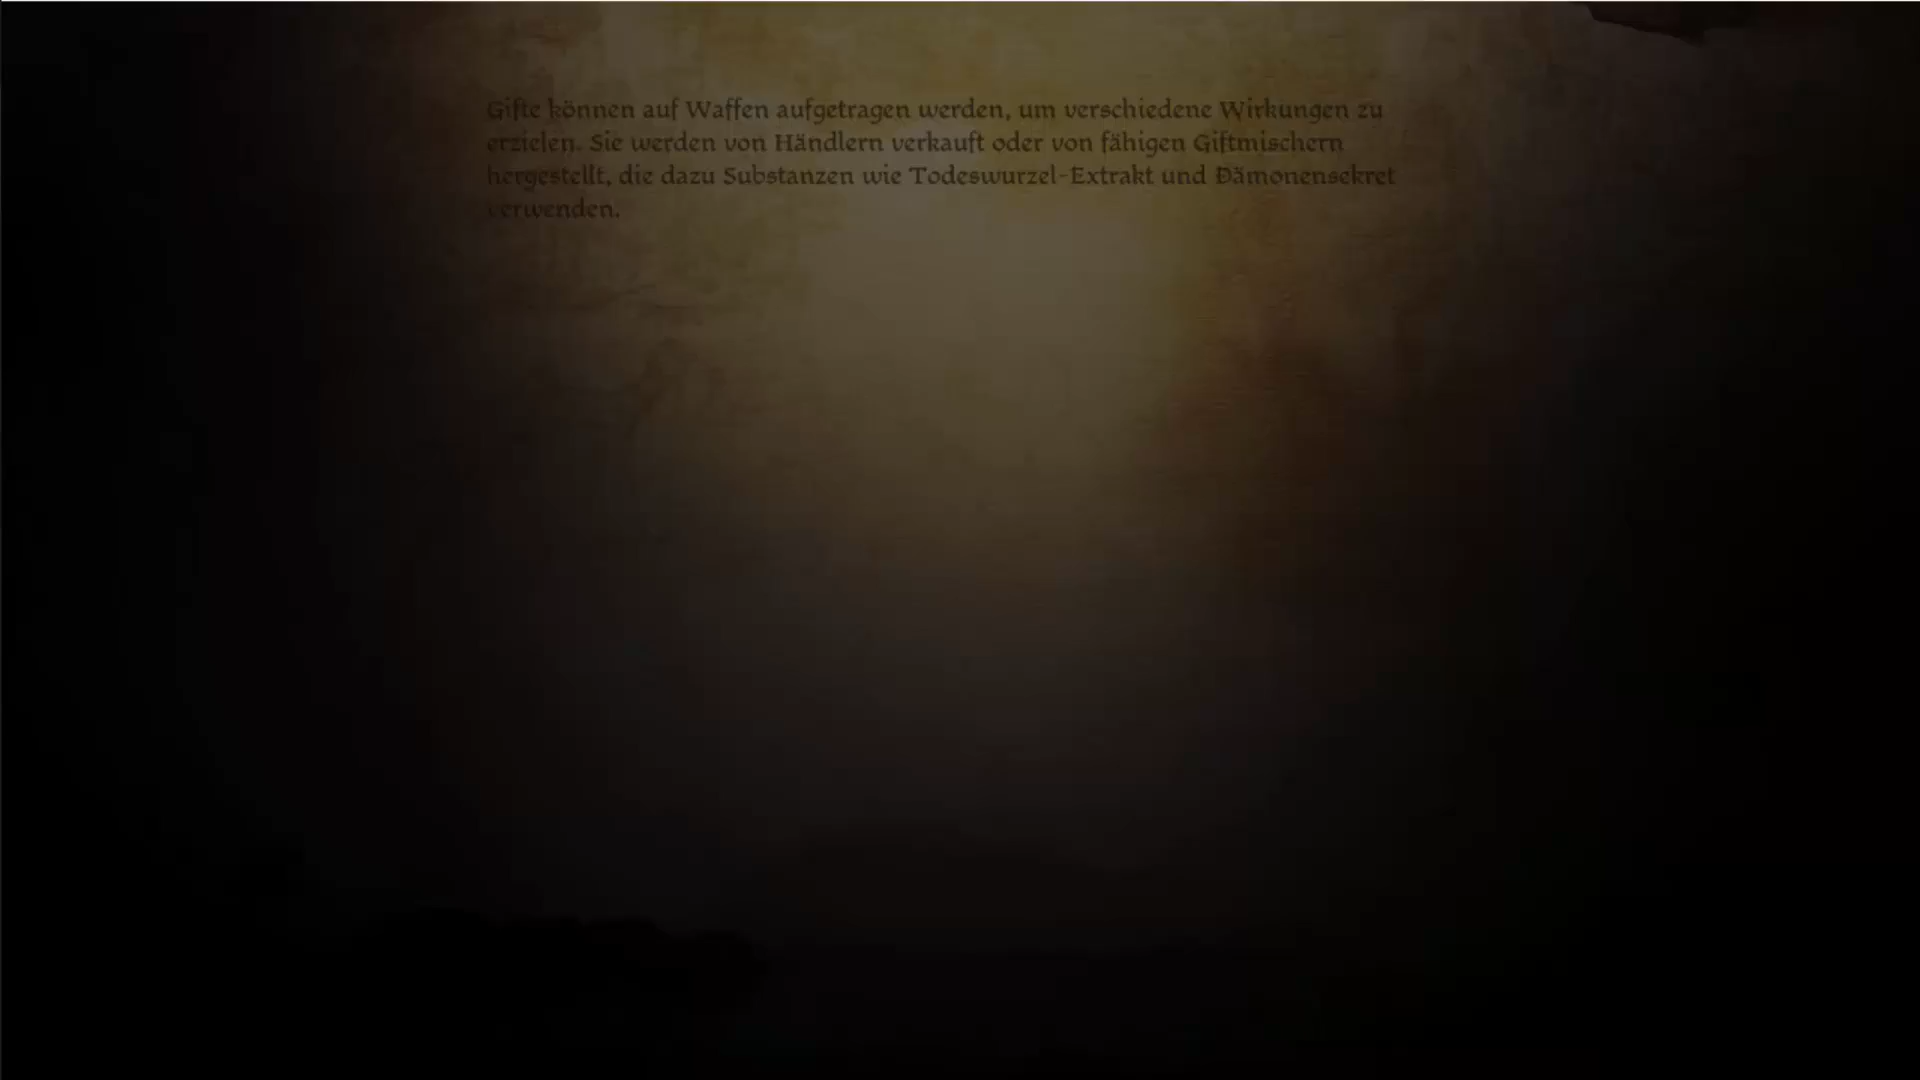 Gifte können auf Waffen aufgetragen werden, um verschiedene Wirkungen zu
erzielen. Sie werden von Händlern verkauft oder von fähigen Giftmischern
hergestellt, die dazu Substanzen wie Todeswurzel-Extrakt und Dämonensekret
verwenden.